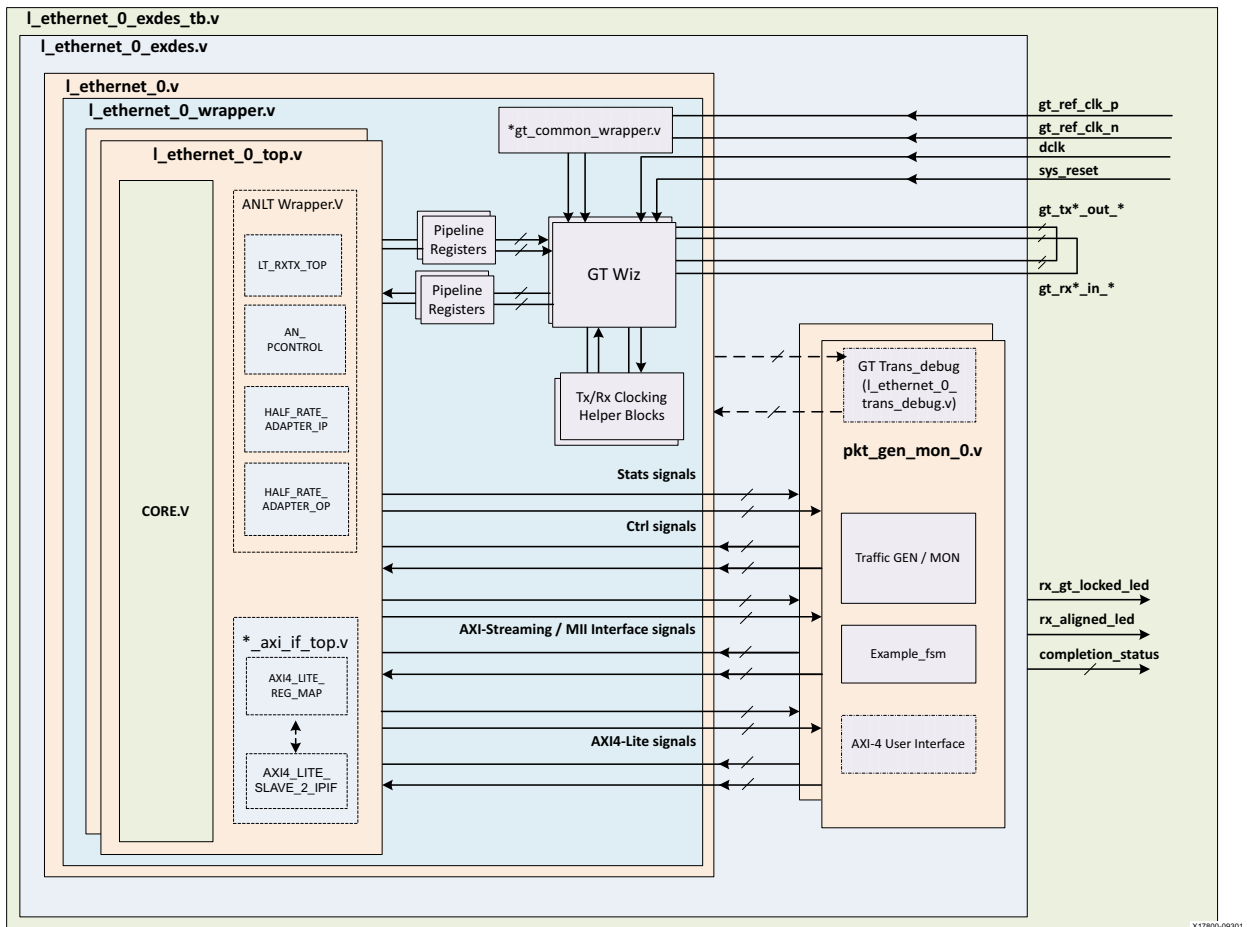 l_ethernet_0_exdes_tb.v
l_ethernet_0_exdes.v
l_ethernet_0.v
l_ethernet_0_wrapper.v
l_ethernet_0_top.v
CORE.V
ANLT Wrapper.V
LT_RXTX_TOP
AN_
PCONTROL
HALF_RATE_
ADAPTER_IP
HALF_RATE_
ADAPTER_OP
*_axi_if_top.v
AXI4_LITE_
REG_MAP
AXI4_LITE_
SLAVE_2_IPIF
Pipeline
Registers
Pipeline
Registers
*gt_common_wrapper.v
GT Wiz
Tx/Rx Clocking
Helper Blocks
Stats signals
Ctrl signals
AXI-Streaming / MII Interface signals
AXI4-Lite signals
GT Trans_debug
(l_ethernet_0_
trans_debug.v)
pkt_gen_mon_0.v
Traffic GEN / MON
Example_fsm
AXI-4 User Interface
gt_ref_clk_p
gt_ref_clk_n
dclk
sys_reset
gt_tx*_out_*
gt_rx*_in_*
rx_gt_locked_led
rx_aligned_led
completion_status
X17800-09301